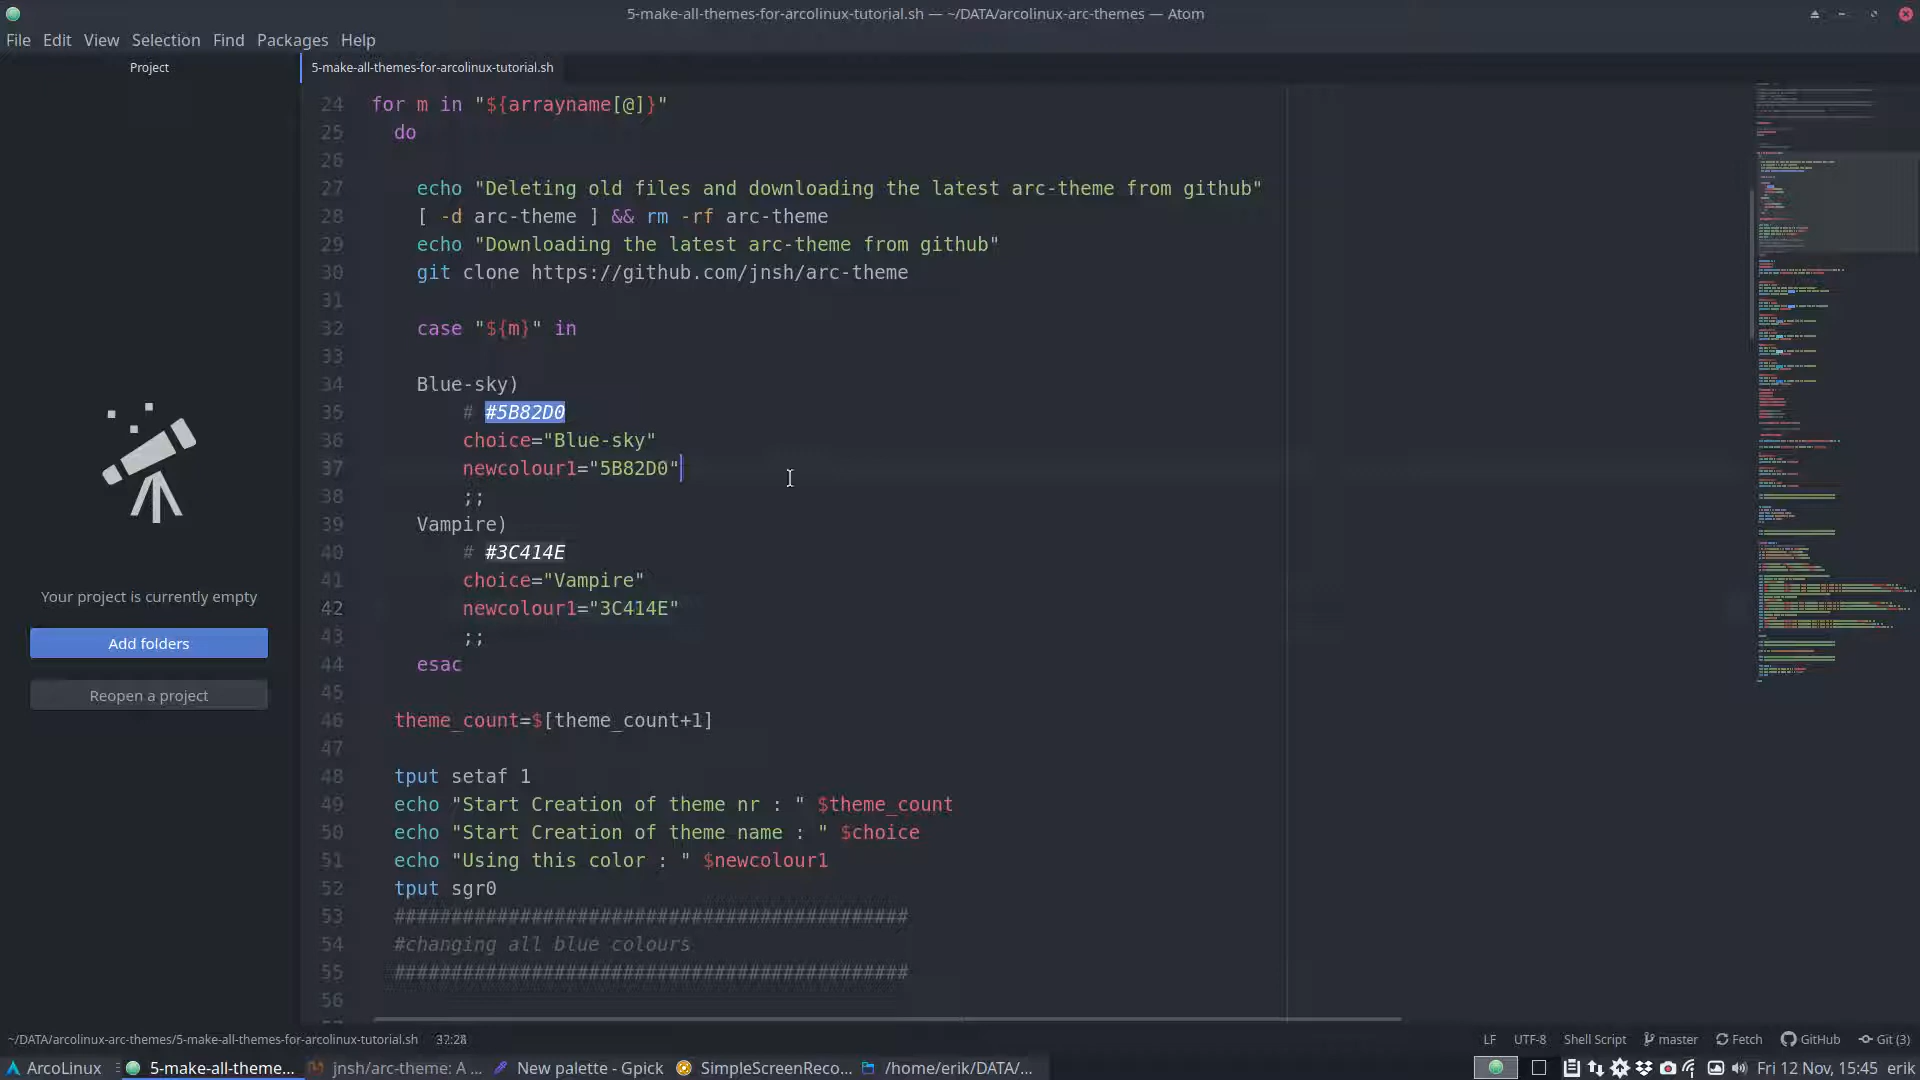 5-make-all-themes-for-arcolinux-tutorial.sh — ~/DATA/arcolinux-arc-themes — Atom
File Edit View Selection Find Packages Help
Project
5-make-all-themes-for-arcolinux-tutorial.sh
24 for m in "${arrayname[@]}"
25 do
26
27 echo "Deleting old files and downloading the latest arc-theme from github"
28 [ -d arc-theme ] && rm -rf arc-theme
29 echo "Downloading the latest arc-theme from github"
30 git clone https://github.com/jnsh/arc-theme
31
32 case "${m}" in
33
34 Blue-sky)
35 # #5B82D0
36 choice="Blue-sky"
37 newcolour1="5B82D0"
38 ;;
39 Vampire)
40 # #3C414E
41 choice="Vampire"
42 newcolour1="3C414E"
43 ;;
44 esac
45
46 theme_count=$[theme_count+1]
47
48 tput setaf 1
49 echo "Start Creation of theme nr : " $theme_count
50 echo "Start Creation of theme name : " $choice
51 echo "Using this color : " $newcolour1
52 tput sgr0
53 #############################################
54 #changing all blue colours
55 #############################################
56
Your project is currently empty
Add folders
Reopen a project
~/DATA/arcolinux-arc-themes/5-make-all-themes-for-arcolinux-tutorial.sh
LF UTF-8 Shell Script master Fetch GitHub Git (3)
ArcoLinux 5-make-all-theme... jnsh/arc-theme: A ... New palette - Gpick SimpleScreenReco... /home/erik/DATA/... Fri 12 Nov, 15:45 erik